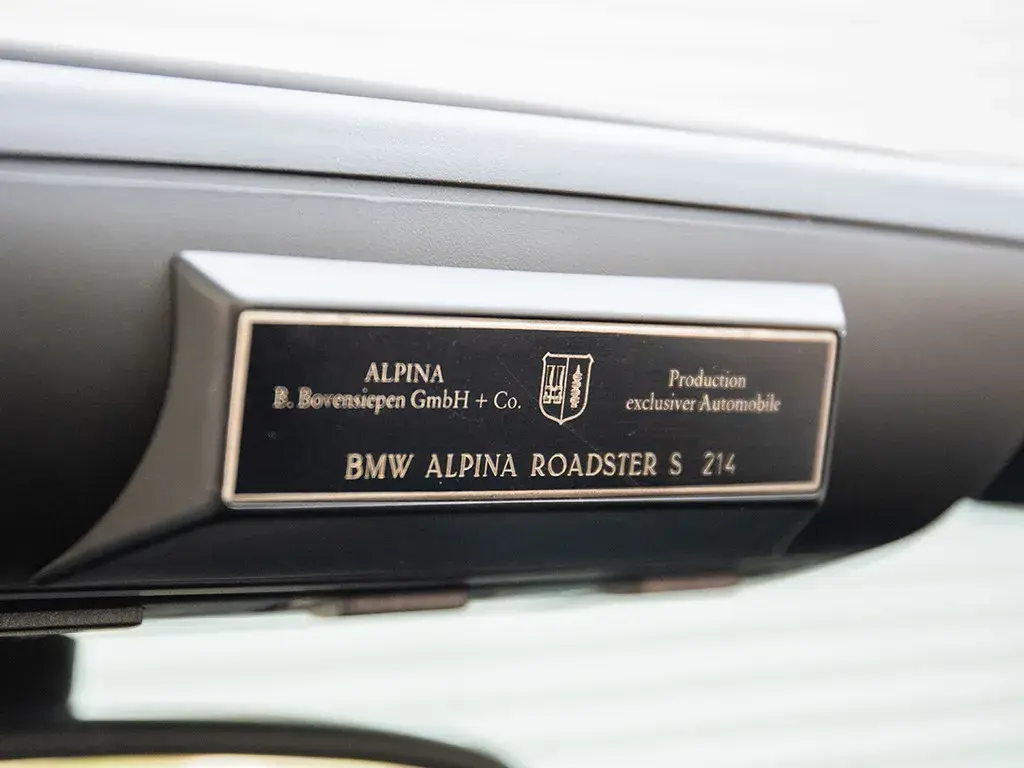 ALPINA
B. Bovensiepen GmbH + Co.
Production
exclusiver Automobile
BMW ALPINA ROADSTER S 214